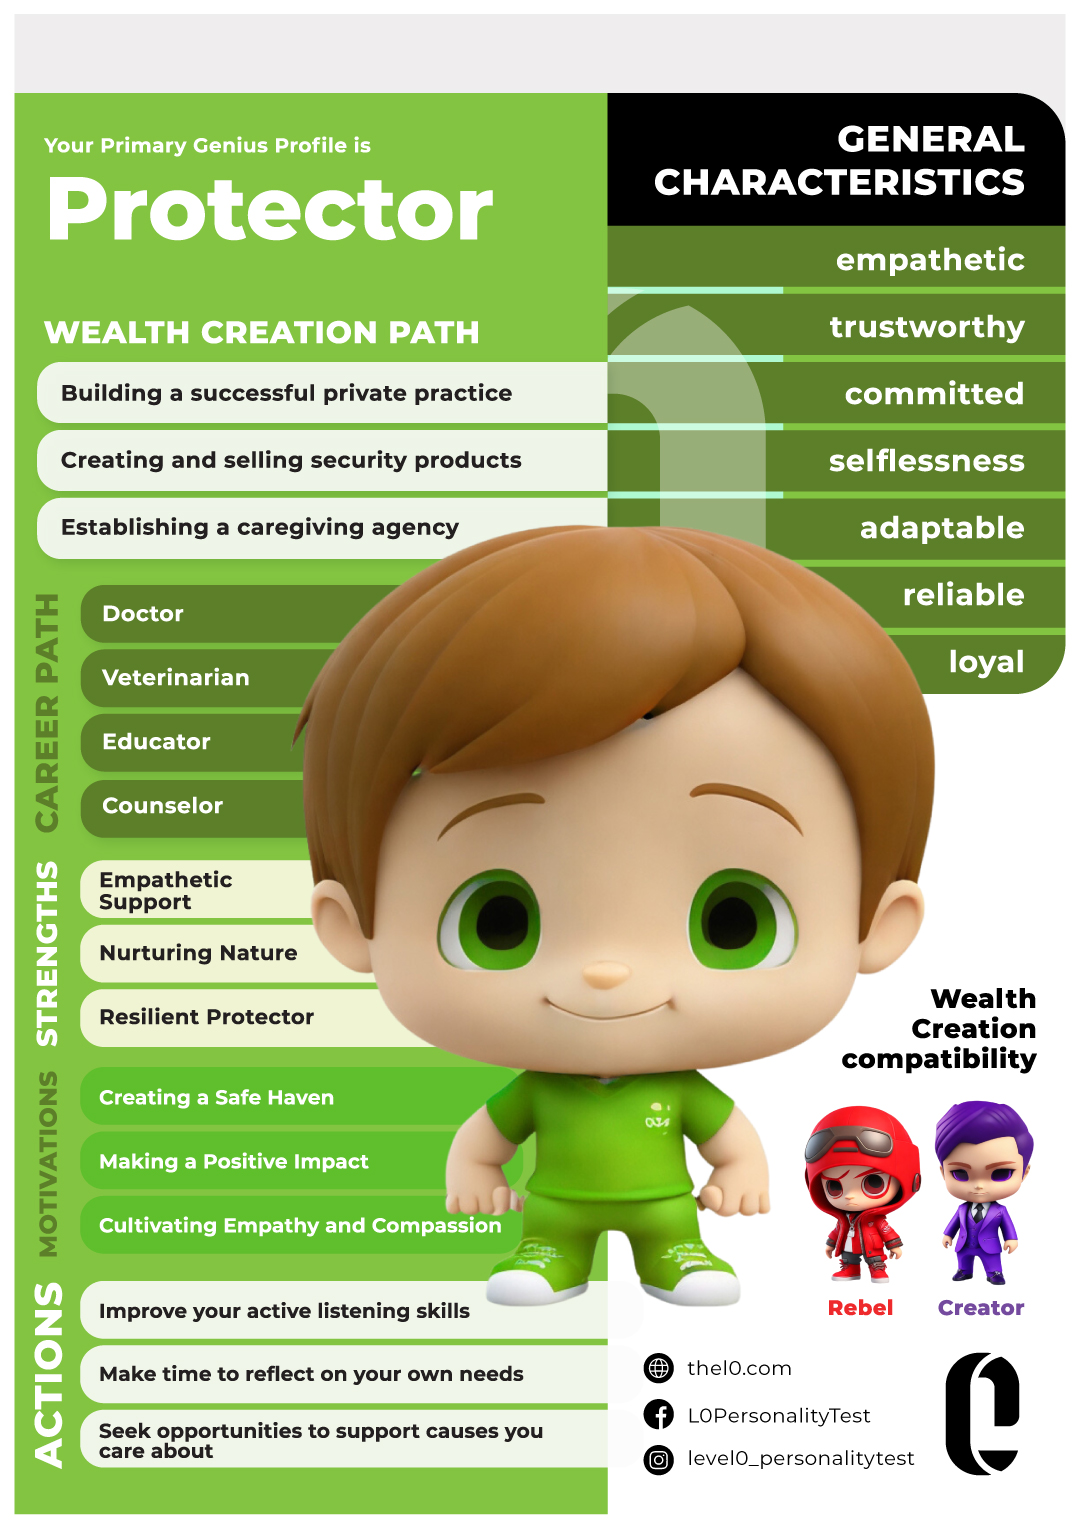 Your Primary Genius Profile is
Protector
WEALTH CREATION PATH
Building a successful private practice
Creating and selling security products
Establishing a caregiving agency
GENERAL
CHARACTERISTICS
empathetic
trustworthy
committed
selflessness
adaptable
reliable
loyal
CAREER PATH
Doctor
Veterinarian
Educator
Counselor
STRENGTHS
Empathetic
Support
Nurturing Nature
Resilient Protector
MOTIVATIONS
Creating a Safe Haven
Making a Positive Impact
Cultivating Empathy and Compassion
ACTIONS
Improve your active listening skills
Make time to reflect on your own needs
Seek opportunities to support causes you
care about
Wealth
Creation
compatibility
Rebel
Creator
thel0.com
L0PersonalityTest
level0_personalitytest